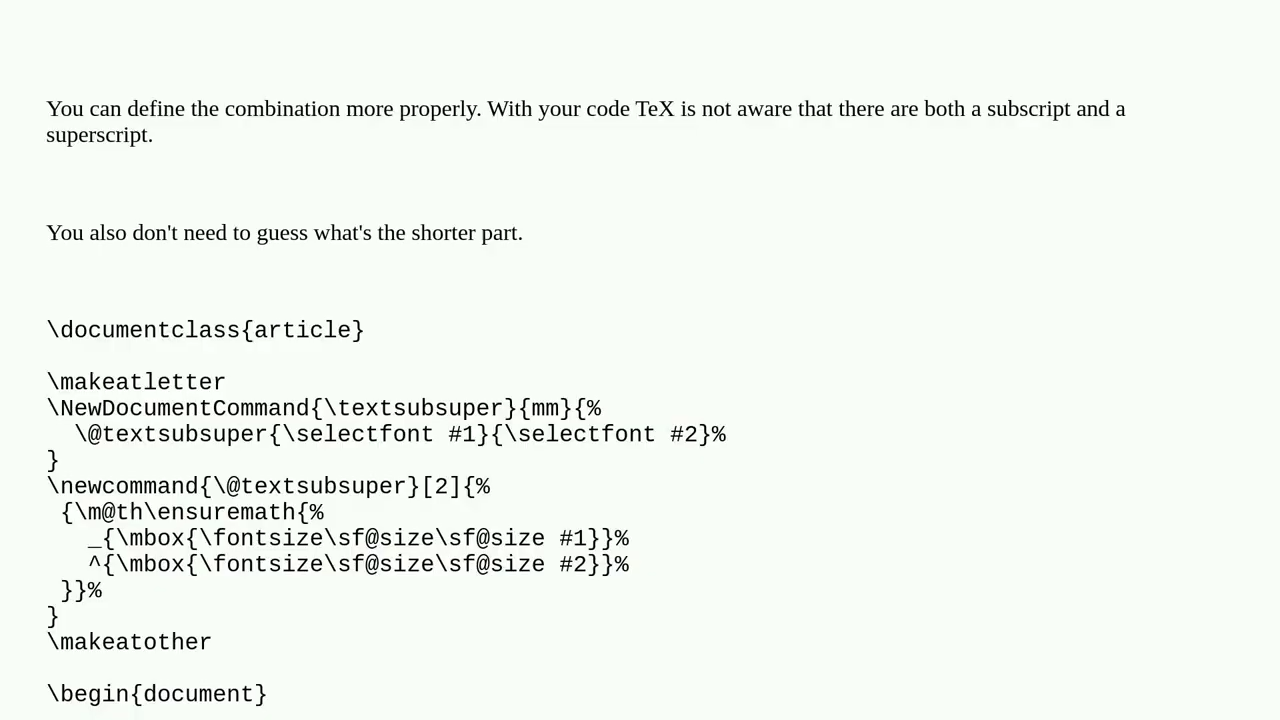 You can define the combination more properly. With your code TeX is not aware that there are both a subscript and a
superscript.
You also don't need to guess what's the shorter part.
\documentclass{article}
\makeatletter
\NewDocumentCommand{\textsubsuper}{mm}{%
  \@textsubsuper{\selectfont #1}{\selectfont #2}%
}
\newcommand{\@textsubsuper}[2]{%
 {\m@th\ensuremath{%
   _{\mbox{\fontsize\sf@size\sf@size #1}}%
   ^{\mbox{\fontsize\sf@size\sf@size #2}}%
 }}%
}
\makeatother
\begin{document}